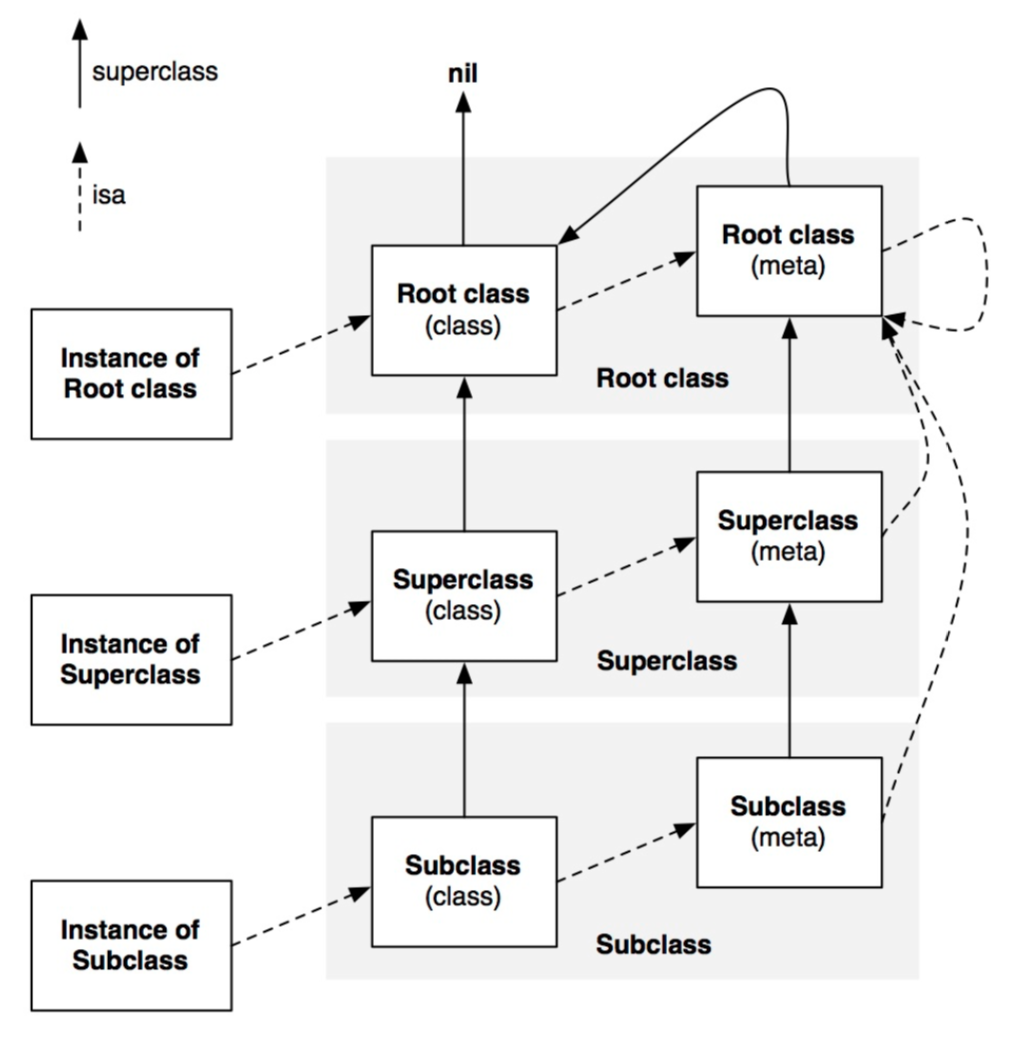 superclass
isa
nil
Root class
(meta)
Root class
(class)
Instance of
Root class
Root class
Superclass
(meta)
Superclass
(class)
Instance of
Superclass
Superclass
Subclass
(meta)
Subclass
(class)
Instance of
Subclass
Subclass